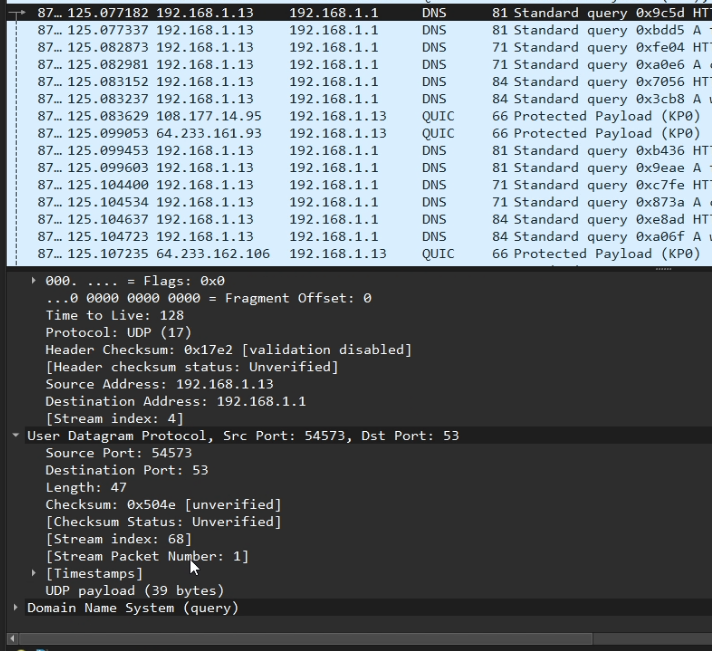 87… 125.077182 192.168.1.13 192.168.1.1 DNS 81 Standard query 0x9c5d HT
87… 125.077337 192.168.1.13 192.168.1.1 DNS 81 Standard query 0xbdd5 A
87… 125.082873 192.168.1.13 192.168.1.1 DNS 71 Standard query 0xfe04 HT
87… 125.082981 192.168.1.13 192.168.1.1 DNS 71 Standard query 0xa0e6 A
87… 125.083152 192.168.1.13 192.168.1.1 DNS 84 Standard query 0x7056 HT
87… 125.083237 192.168.1.13 192.168.1.1 DNS 84 Standard query 0x3cb8 A
87… 125.083629 108.177.14.95 192.168.1.13 QUIC 66 Protected Payload (KP0)
87… 125.099053 64.233.161.93 192.168.1.13 QUIC 66 Protected Payload (KP0)
87… 125.099453 192.168.1.13 192.168.1.1 DNS 81 Standard query 0xb436 HT
87… 125.099603 192.168.1.13 192.168.1.1 DNS 81 Standard query 0x9eae A
87… 125.104400 192.168.1.13 192.168.1.1 DNS 71 Standard query 0xc7fe HT
87… 125.104534 192.168.1.13 192.168.1.1 DNS 71 Standard query 0x873a A
87… 125.104637 192.168.1.13 192.168.1.1 DNS 84 Standard query 0xe8ad HT
87… 125.104723 192.168.1.13 192.168.1.1 DNS 84 Standard query 0xa06f A
87… 125.107235 64.233.162.106 192.168.1.13 QUIC 66 Protected Payload (KP0)
000. .... = Flags: 0x0
...0 0000 0000 0000 = Fragment Offset: 0
Time to Live: 128
Protocol: UDP (17)
Header Checksum: 0x17e2 [validation disabled]
[Header checksum status: Unverified]
Source Address: 192.168.1.13
Destination Address: 192.168.1.1
[Stream index: 4]
User Datagram Protocol, Src Port: 54573, Dst Port: 53
Source Port: 54573
Destination Port: 53
Length: 47
Checksum: 0x504e [unverified]
[Checksum Status: Unverified]
[Stream index: 68]
[Stream Packet Number: 1]
[Timestamps]
UDP payload (39 bytes)
Domain Name System (query)